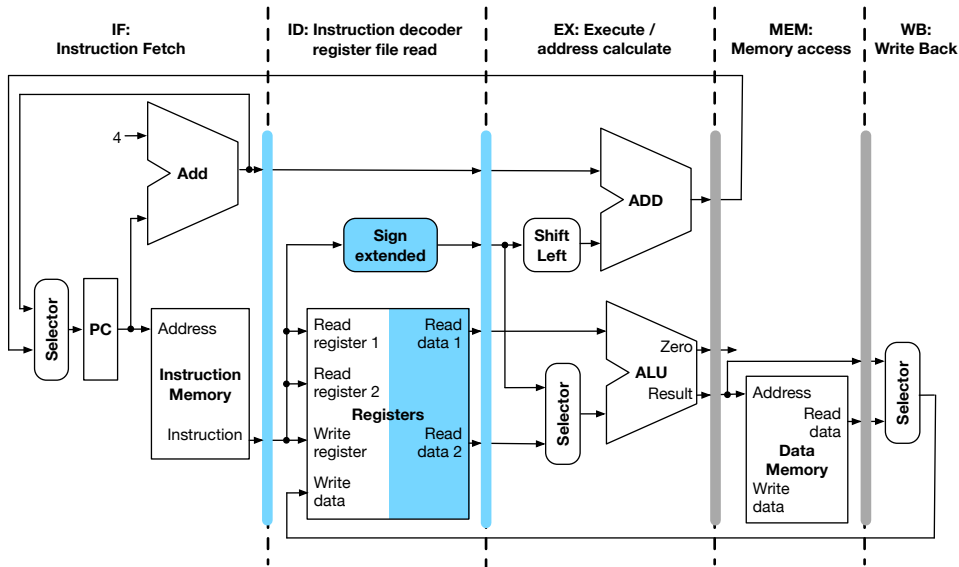 IF:
Instruction Fetch
ID: Instruction decoder
register file read
EX: Execute /
address calculate
MEM:
Memory access
WB:
Write Back
4
Add
ADD
Sign
extended
Shift
Left
Selector
PC
Address
Instruction
Memory
Instruction
Read
register 1
Read
register 2
Registers
Write
register
Write
data
Read
data 1
Read
data 2
Selector
Zero
ALU
Result
Address
Read
data
Data
Memory
Write
data
Selector